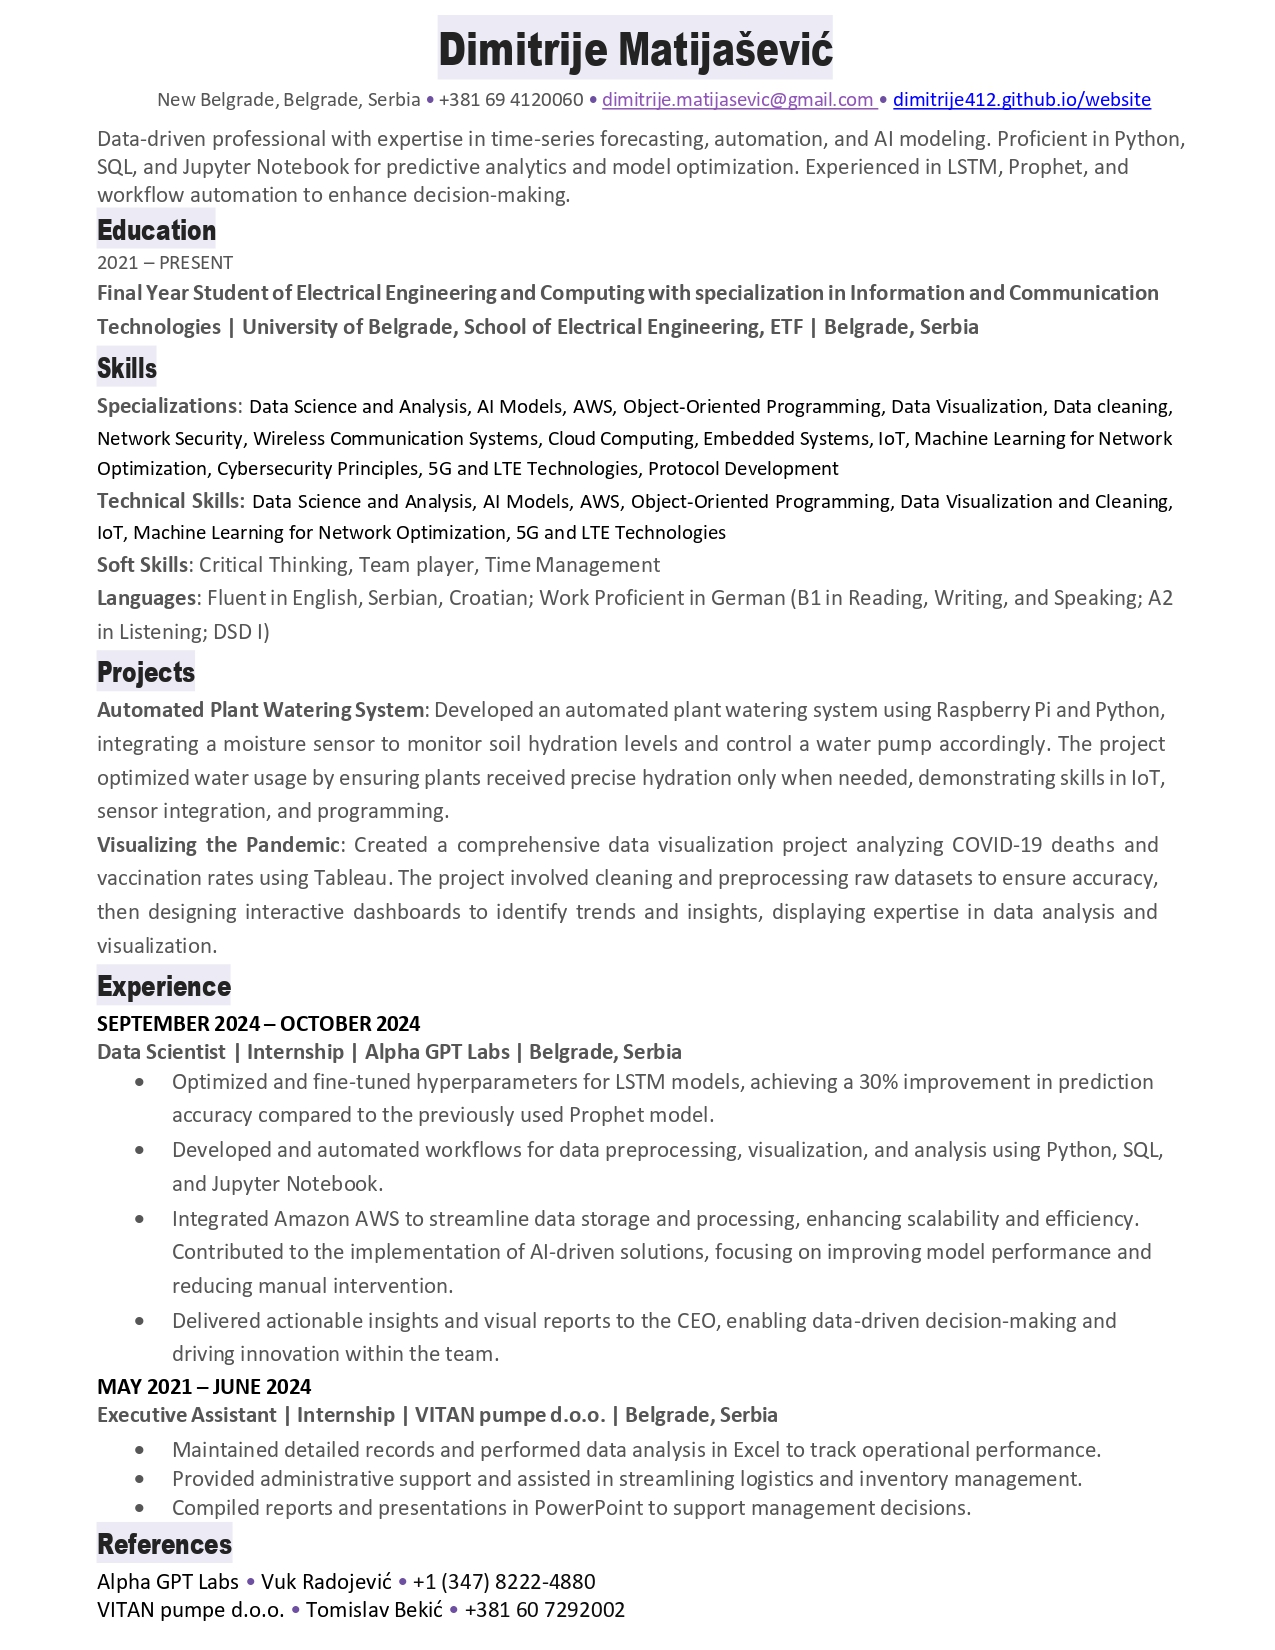 Dimitrije Matijašević
New Belgrade, Belgrade, Serbia • +381 69 4120060 • dimitrije.matijasevic@gmail.com • dimitrije412.github.io/website
Data-driven professional with expertise in time-series forecasting, automation, and AI modeling. Proficient in Python,
SQL, and Jupyter Notebook for predictive analytics and model optimization. Experienced in LSTM, Prophet, and
workflow automation to enhance decision-making.
Education
2021 – PRESENT
Final Year Student of Electrical Engineering and Computing with specialization in Information and Communication
Technologies | University of Belgrade, School of Electrical Engineering, ETF | Belgrade, Serbia
Skills
Specializations: Data Science and Analysis, AI Models, AWS, Object-Oriented Programming, Data Visualization, Data cleaning,
Network Security, Wireless Communication Systems, Cloud Computing, Embedded Systems, IoT, Machine Learning for Network
Optimization, Cybersecurity Principles, 5G and LTE Technologies, Protocol Development
Technical Skills: Data Science and Analysis, AI Models, AWS, Object-Oriented Programming, Data Visualization and Cleaning,
IoT, Machine Learning for Network Optimization, 5G and LTE Technologies
Soft Skills: Critical Thinking, Team player, Time Management
Languages: Fluent in English, Serbian, Croatian; Work Proficient in German (B1 in Reading, Writing, and Speaking; A2
in Listening; DSD I)
Projects
Automated Plant Watering System: Developed an automated plant watering system using Raspberry Pi and Python,
integrating a moisture sensor to monitor soil hydration levels and control a water pump accordingly. The project
optimized water usage by ensuring plants received precise hydration only when needed, demonstrating skills in IoT,
sensor integration, and programming.
Visualizing the Pandemic: Created a comprehensive data visualization project analyzing COVID-19 deaths and
vaccination rates using Tableau. The project involved cleaning and preprocessing raw datasets to ensure accuracy,
then designing interactive dashboards to identify trends and insights, displaying expertise in data analysis and
visualization.
Experience
SEPTEMBER 2024 – OCTOBER 2024
Data Scientist | Internship | Alpha GPT Labs | Belgrade, Serbia
• Optimized and fine-tuned hyperparameters for LSTM models, achieving a 30% improvement in prediction
accuracy compared to the previously used Prophet model.
• Developed and automated workflows for data preprocessing, visualization, and analysis using Python, SQL,
and Jupyter Notebook.
• Integrated Amazon AWS to streamline data storage and processing, enhancing scalability and efficiency.
Contributed to the implementation of AI-driven solutions, focusing on improving model performance and
reducing manual intervention.
• Delivered actionable insights and visual reports to the CEO, enabling data-driven decision-making and
driving innovation within the team.
MAY 2021 – JUNE 2024
Executive Assistant | Internship | VITAN pumpe d.o.o. | Belgrade, Serbia
• Maintained detailed records and performed data analysis in Excel to track operational performance.
• Provided administrative support and assisted in streamlining logistics and inventory management.
• Compiled reports and presentations in PowerPoint to support management decisions.
References
Alpha GPT Labs • Vuk Radojević • +1 (347) 8222-4880
VITAN pumpe d.o.o. • Tomislav Bekić • +381 60 7292002